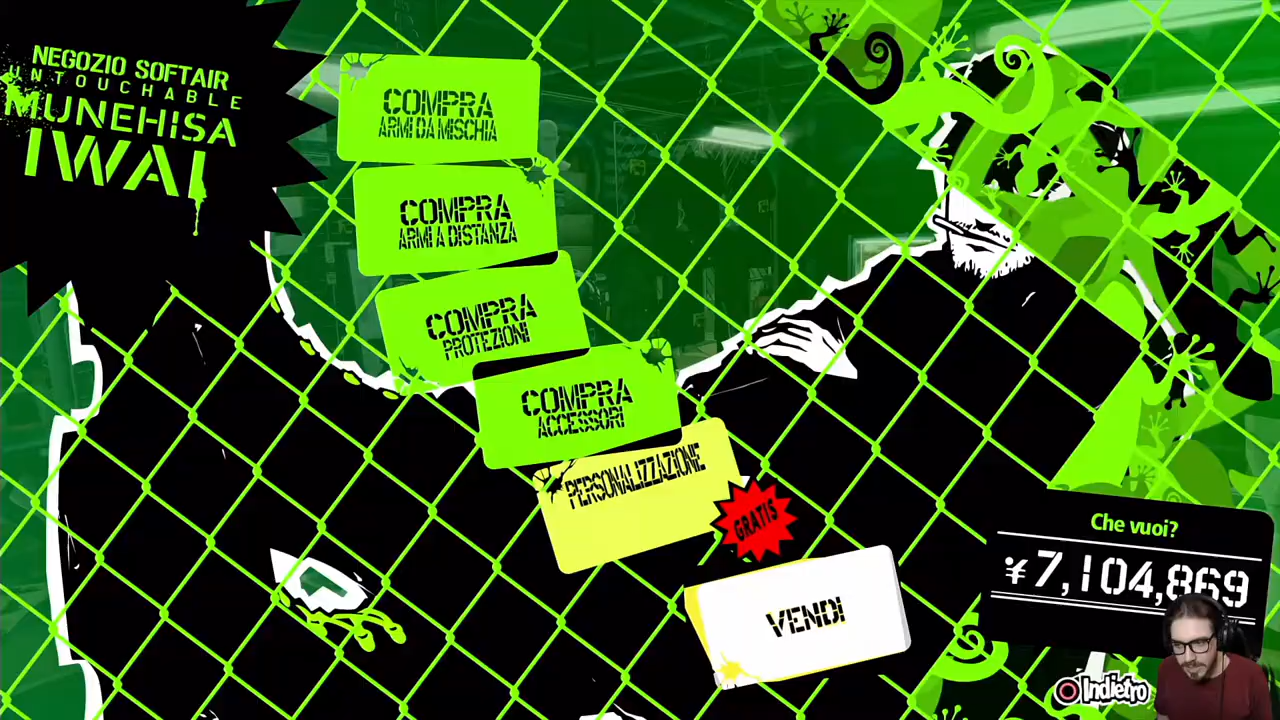 NEGOZIO SOFTAIR
UNTOUCHABLE
MUNEHISA
IWAI
COMPRA
ARMI DA MISCHIA
COMPRA
ARMI A DISTANZA
COMPRA
PROTEZIONI
COMPRA
ACCESSORI
PERSONALIZZAZIONE
GRATIS
VENDI
Che vuoi?
¥7,104,869
Indietro